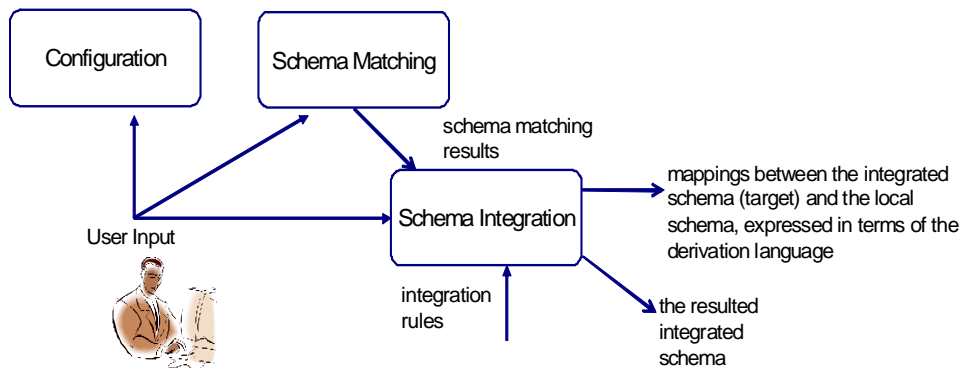 Configuration
Schema Matching
schema matching
results
Schema Integration
mappings between the integrated
schema (target) and the local
schema, expressed in terms of the
derivation language
User Input
integration
rules
the resulted
integrated
schema